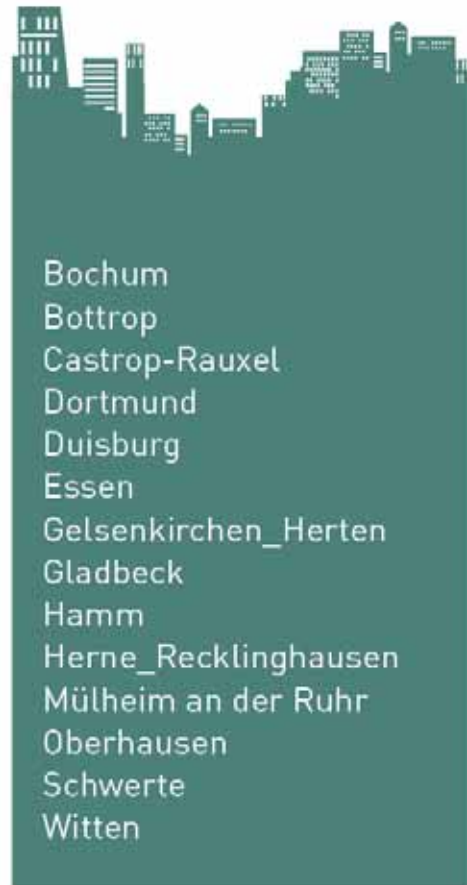 Bochum
Bottrop
Castrop-Rauxel
Dortmund
Duisburg
Essen
Gelsenkirchen_Herten
Gladbeck
Hamm
Herne_Recklinghausen
Mülheim an der Ruhr
Oberhausen
Schwerte
Witten